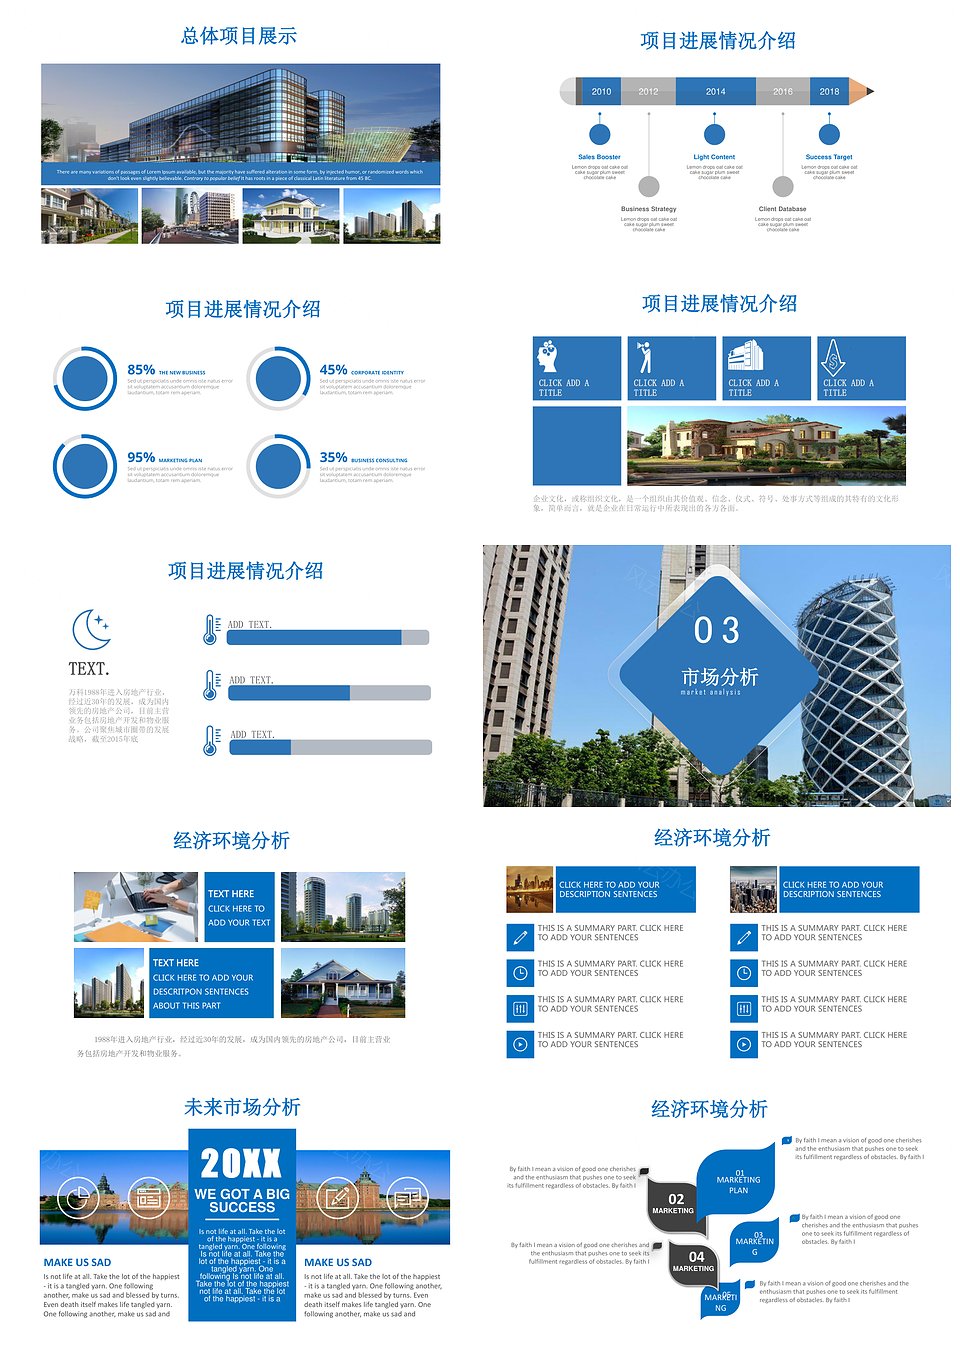 总体项目展示
There are many variations of passages of Lorem Ipsum available, but the majority have suffered alteration in some form, by injected humor, or randomized words which
don't look even slightly believable. Contrary to popular belief it has roots in a piece of classical Latin literature from 45 BC.
项目进展情况介绍
2010
2012
2014
2016
2018
Sales Booster
Lemon drops oat cake oat
cake sugar plum sweet
chocolate cake
Light Content
Lemon drops oat cake oat
cake sugar plum sweet
chocolate cake
Success Target
Lemon drops oat cake oat
cake sugar plum sweet
chocolate cake
Business Strategy
Lemon drops oat cake oat
cake sugar plum sweet
chocolate cake
Client Database
Lemon drops oat cake oat
cake sugar plum sweet
chocolate cake
项目进展情况介绍
85% THE NEW BUSINESS
Sed ut perspiciatis unde omnis iste natus error
sit voluptatem accusantium doloremque
laudantium, totam rem aperiam.
45% CORPORATE IDENTITY
Sed ut perspiciatis unde omnis iste natus error
sit voluptatem accusantium doloremque
laudantium, totam rem aperiam.
95% MARKETING PLAN
Sed ut perspiciatis unde omnis iste natus error
sit voluptatem accusantium doloremque
laudantium, totam rem aperiam.
35% BUSINESS CONSULTING
Sed ut perspiciatis unde omnis iste natus error
sit voluptatem accusantium doloremque
laudantium, totam rem aperiam.
项目进展情况介绍
CLICK ADD A
TITLE
CLICK ADD A
TITLE
CLICK ADD A
TITLE
CLICK ADD A
TITLE
企业文化，或称组织文化，是一个组织由其价值观、信念、仪式、符号、处事方式等组成的其特有的文化形
象，简单而言，就是企业在日常运行中所表现出的各方各面。
项目进展情况介绍
TEXT.
万科1988年进入房地产行业，
经过近30年的发展，成为国内
领先的房地产公司，目前主营
业务包括房地产开发和物业服
务。公司聚焦城市圈带的发展
战略，截至2015年底
ADD TEXT.
ADD TEXT.
ADD TEXT.
03
市场分析
market analysis
经济环境分析
TEXT HERE
CLICK HERE TO
ADD YOUR TEXT
TEXT HERE
CLICK HERE TO ADD YOUR
DESCRITPON SENTENCES
ABOUT THIS PART
1988年进入房地产行业，经过近30年的发展，成为国内领先的房地产公司，目前主营业
务包括房地产开发和物业服务。
经济环境分析
CLICK HERE TO ADD YOUR
DESCRIPTION SENTENCES
THIS IS A SUMMARY PART. CLICK HERE
TO ADD YOUR SENTENCES
THIS IS A SUMMARY PART. CLICK HERE
TO ADD YOUR SENTENCES
THIS IS A SUMMARY PART. CLICK HERE
TO ADD YOUR SENTENCES
THIS IS A SUMMARY PART. CLICK HERE
TO ADD YOUR SENTENCES
CLICK HERE TO ADD YOUR
DESCRIPTION SENTENCES
THIS IS A SUMMARY PART. CLICK HERE
TO ADD YOUR SENTENCES
THIS IS A SUMMARY PART. CLICK HERE
TO ADD YOUR SENTENCES
THIS IS A SUMMARY PART. CLICK HERE
TO ADD YOUR SENTENCES
THIS IS A SUMMARY PART. CLICK HERE
TO ADD YOUR SENTENCES
未来市场分析
20XX
WE GOT A BIG
SUCCESS
Is not life at all. Take the lot
of the happiest - it is a
tangled yarn. One following
Is not life at all. Take the
lot of the happiest - it is a
tangled yarn. One
following Is not life at all.
Take the lot of the happiest
not life at all. Take the lot
of the happiest - it is a
MAKE US SAD
Is not life at all. Take the lot of the happiest
- it is a tangled yarn. One following
another, make us sad and blessed by turns.
Even death itself makes life tangled yarn.
One following another, make us sad and
MAKE US SAD
Is not life at all. Take the lot of the happiest
- it is a tangled yarn. One following another,
make us sad and blessed by turns. Even
death itself makes life tangled yarn. One
following another, make us sad and
经济环境分析
By faith I mean a vision of good one cherishes
and the enthusiasm that pushes one to seek
its fulfillment regardless of obstacles. By faith I
01
MARKETING
PLAN
By faith I mean a vision of good one cherishes
and the enthusiasm that pushes one to seek
its fulfillment regardless of obstacles. By faith I
02
MARKETING
By faith I mean a vision of good one
cherishes and the enthusiasm that pushes
one to seek its fulfillment regardless of
obstacles. By faith I
03
MARKETIN
G
By faith I mean a vision of good one cherishes and
the enthusiasm that pushes one to seek its
fulfillment regardless of obstacles. By faith I
04
MARKETING
By faith I mean a vision of good one cherishes and the
enthusiasm that pushes one to seek its fulfillment
regardless of obstacles. By faith I
05
MARKETI
NG